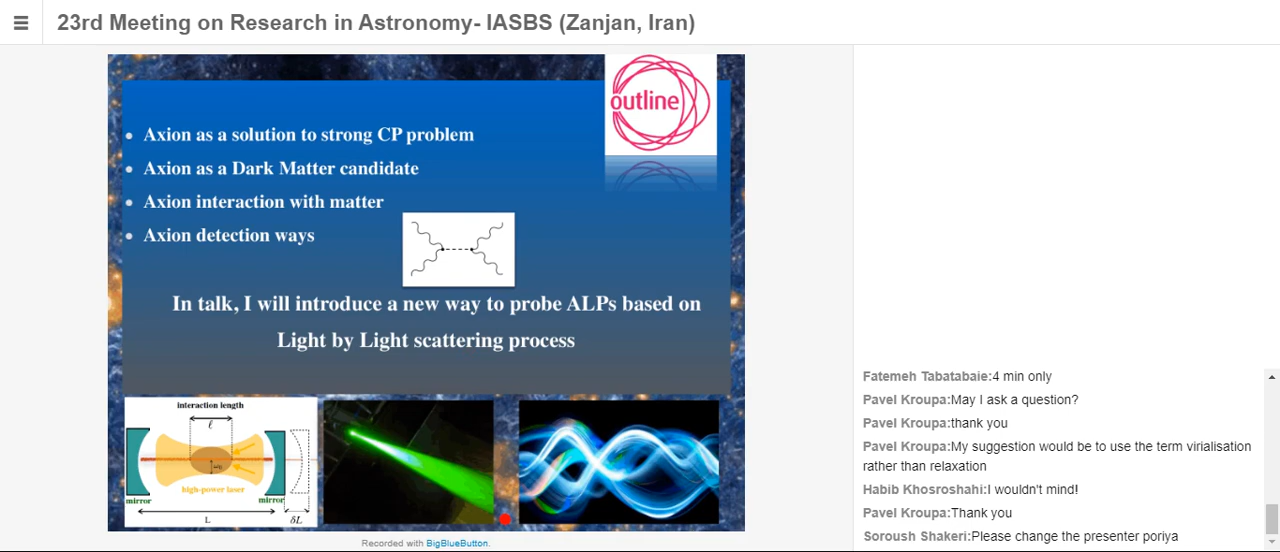 ☰ 23rd Meeting on Research in Astronomy- IASBS (Zanjan, Iran)
outline
• Axion as a solution to strong CP problem
• Axion as a Dark Matter candidate
• Axion interaction with matter
• Axion detection ways
In talk, I will introduce a new way to probe ALPs based on
Light by Light scattering process
interaction length
ℓ
w₀
high-power laser
mirror
mirror
L
δL
Recorded with BigBlueButton.
Fatemeh Tabatabaie:4 min only
Pavel Kroupa:May I ask a question?
Pavel Kroupa:thank you
Pavel Kroupa:My suggestion would be to use the term virialisation
rather than relaxation
Habib Khosroshahi:I wouldn't mind!
Pavel Kroupa:Thank you
Soroush Shakeri:Please change the presenter poriya